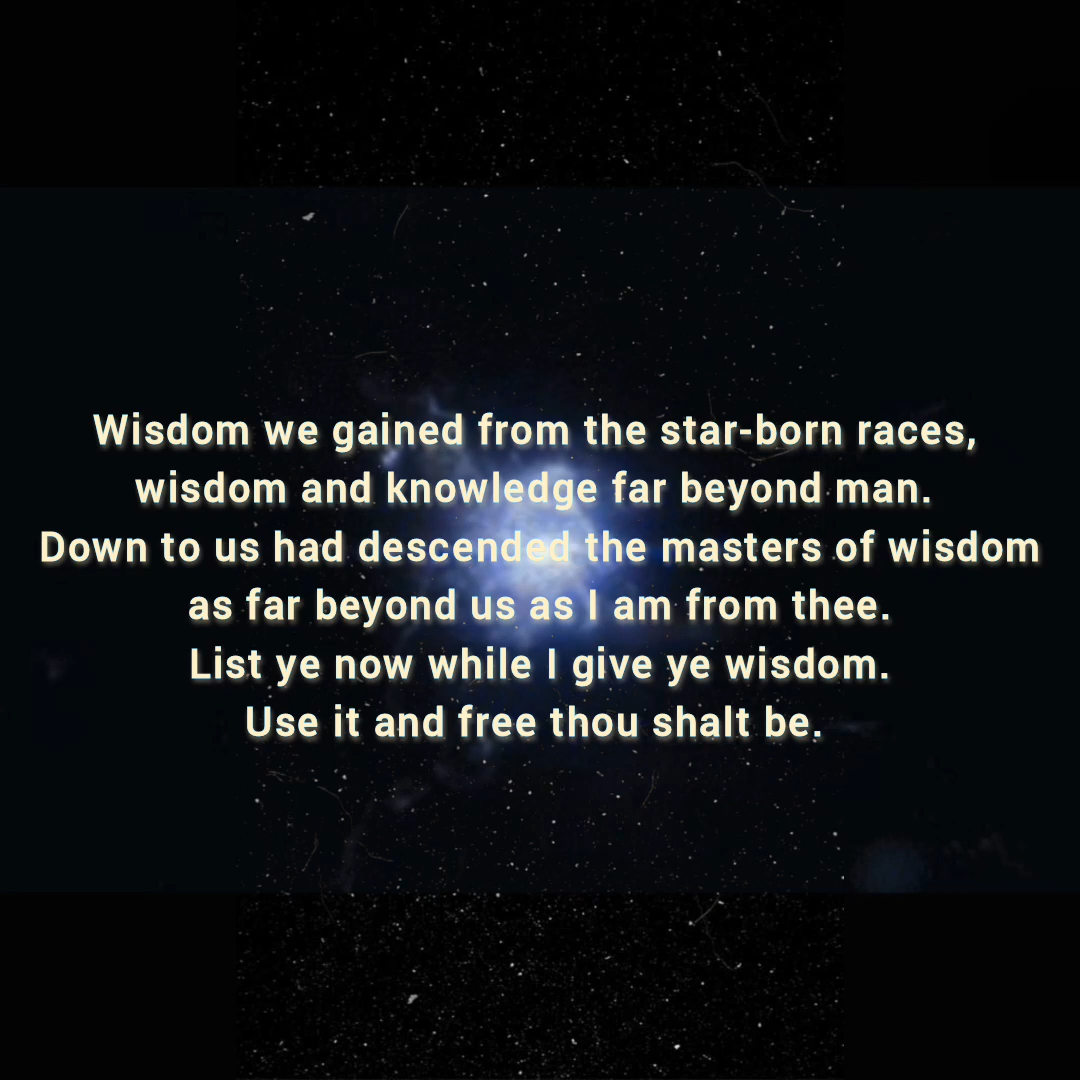 Wisdom we gained from the star-born races,
wisdom and knowledge far beyond man.
Down to us had descended the masters of wisdom
as far beyond us as I am from thee.
List ye now while I give ye wisdom.
Use it and free thou shalt be.